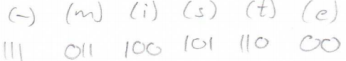 (-) (m) (i) (s) (t) (e)
111 011 100 101 110 00